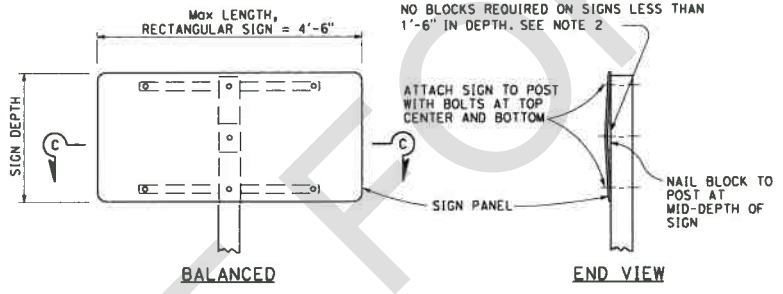 Max LENGTH,
RECTANGULAR SIGN = 4'-6"
NO BLOCKS REQUIRED ON SIGNS LESS THAN
1'-6" IN DEPTH. SEE NOTE 2
SIGN DEPTH
C
C
ATTACH SIGN TO POST
WITH BOLTS AT TOP
CENTER AND BOTTOM
SIGN PANEL
NAIL BLOCK TO
POST AT
MID-DEPTH OF
SIGN
BALANCED
END VIEW